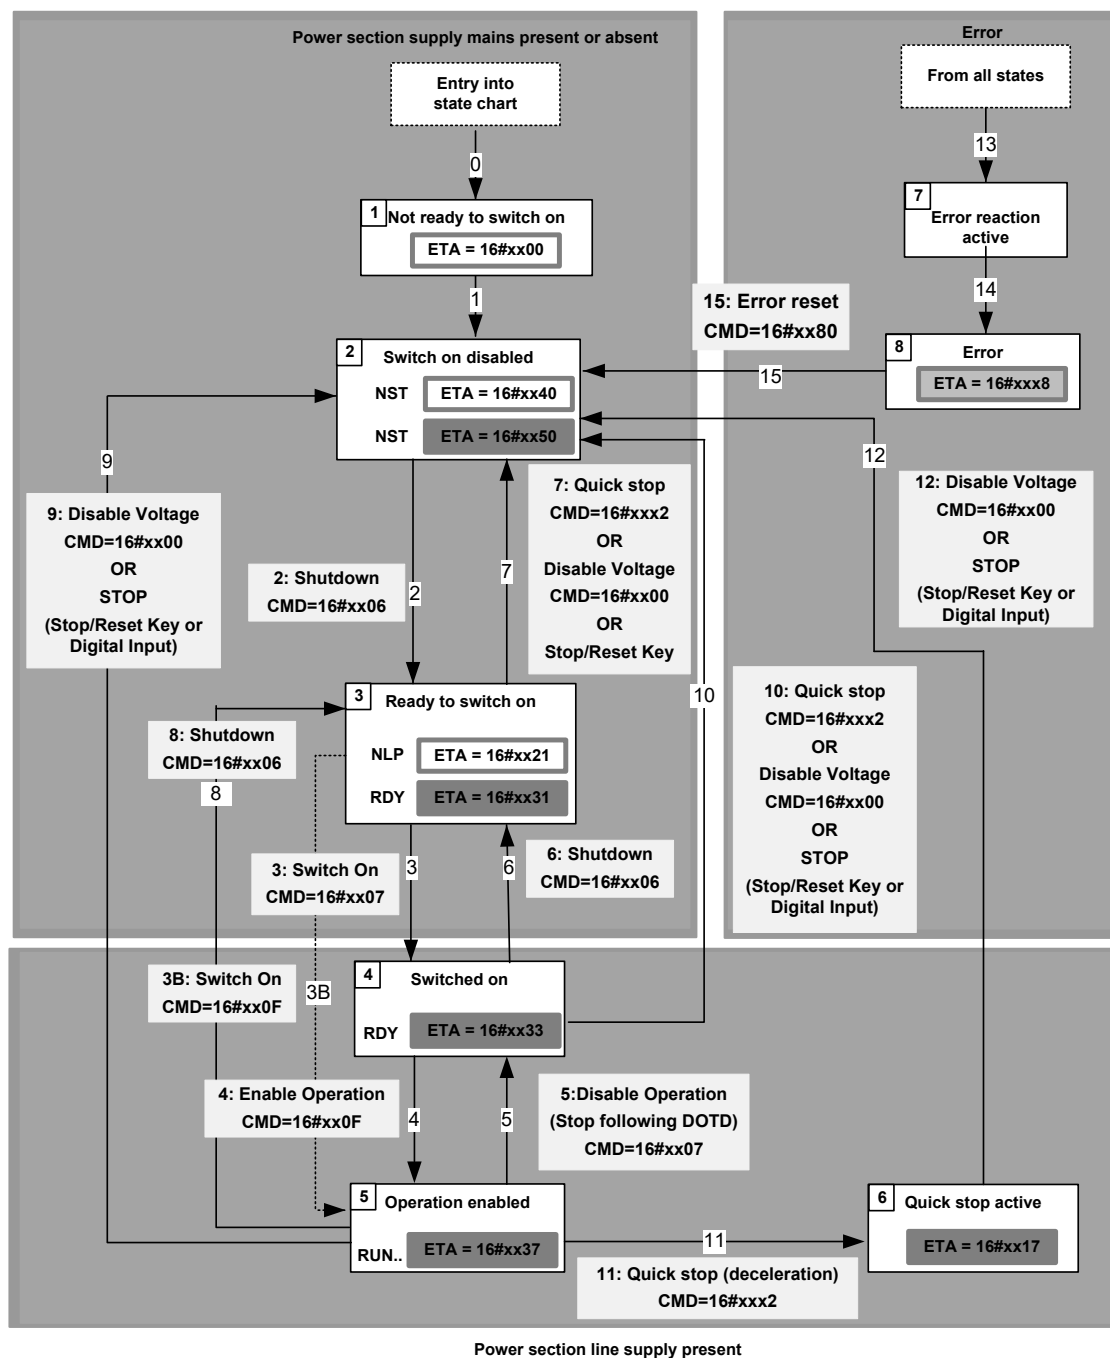 Power section supply mains present or absent
Error
Entry into
state chart
From all states
0
13
1
Not ready to switch on
ETA = 16#xx00
7
Error reaction
active
1
14
15: Error reset
CMD=16#xx80
2
Switch on disabled
NST
ETA = 16#xx40
NST
ETA = 16#xx50
15
8
Error
ETA = 16#xxx8
9
12
9: Disable Voltage
CMD=16#xx00
OR
STOP
(Stop/Reset Key or
Digital Input)
2: Shutdown
CMD=16#xx06
2
7
7: Quick stop
CMD=16#xxx2
OR
Disable Voltage
CMD=16#xx00
OR
Stop/Reset Key
12: Disable Voltage
CMD=16#xx00
OR
STOP
(Stop/Reset Key or
Digital Input)
10
3
Ready to switch on
NLP
ETA = 16#xx21
RDY
ETA = 16#xx31
8: Shutdown
CMD=16#xx06
8
10: Quick stop
CMD=16#xxx2
OR
Disable Voltage
CMD=16#xx00
OR
STOP
(Stop/Reset Key or
Digital Input)
3: Switch On
CMD=16#xx07
3
6
6: Shutdown
CMD=16#xx06
3B: Switch On
CMD=16#xx0F
3B
4
Switched on
RDY
ETA = 16#xx33
4: Enable Operation
CMD=16#xx0F
4
5
5:Disable Operation
(Stop following DOTD)
CMD=16#xx07
5
Operation enabled
RUN..
ETA = 16#xx37
11
11: Quick stop (deceleration)
CMD=16#xxx2
6
Quick stop active
ETA = 16#xx17
Power section line supply present